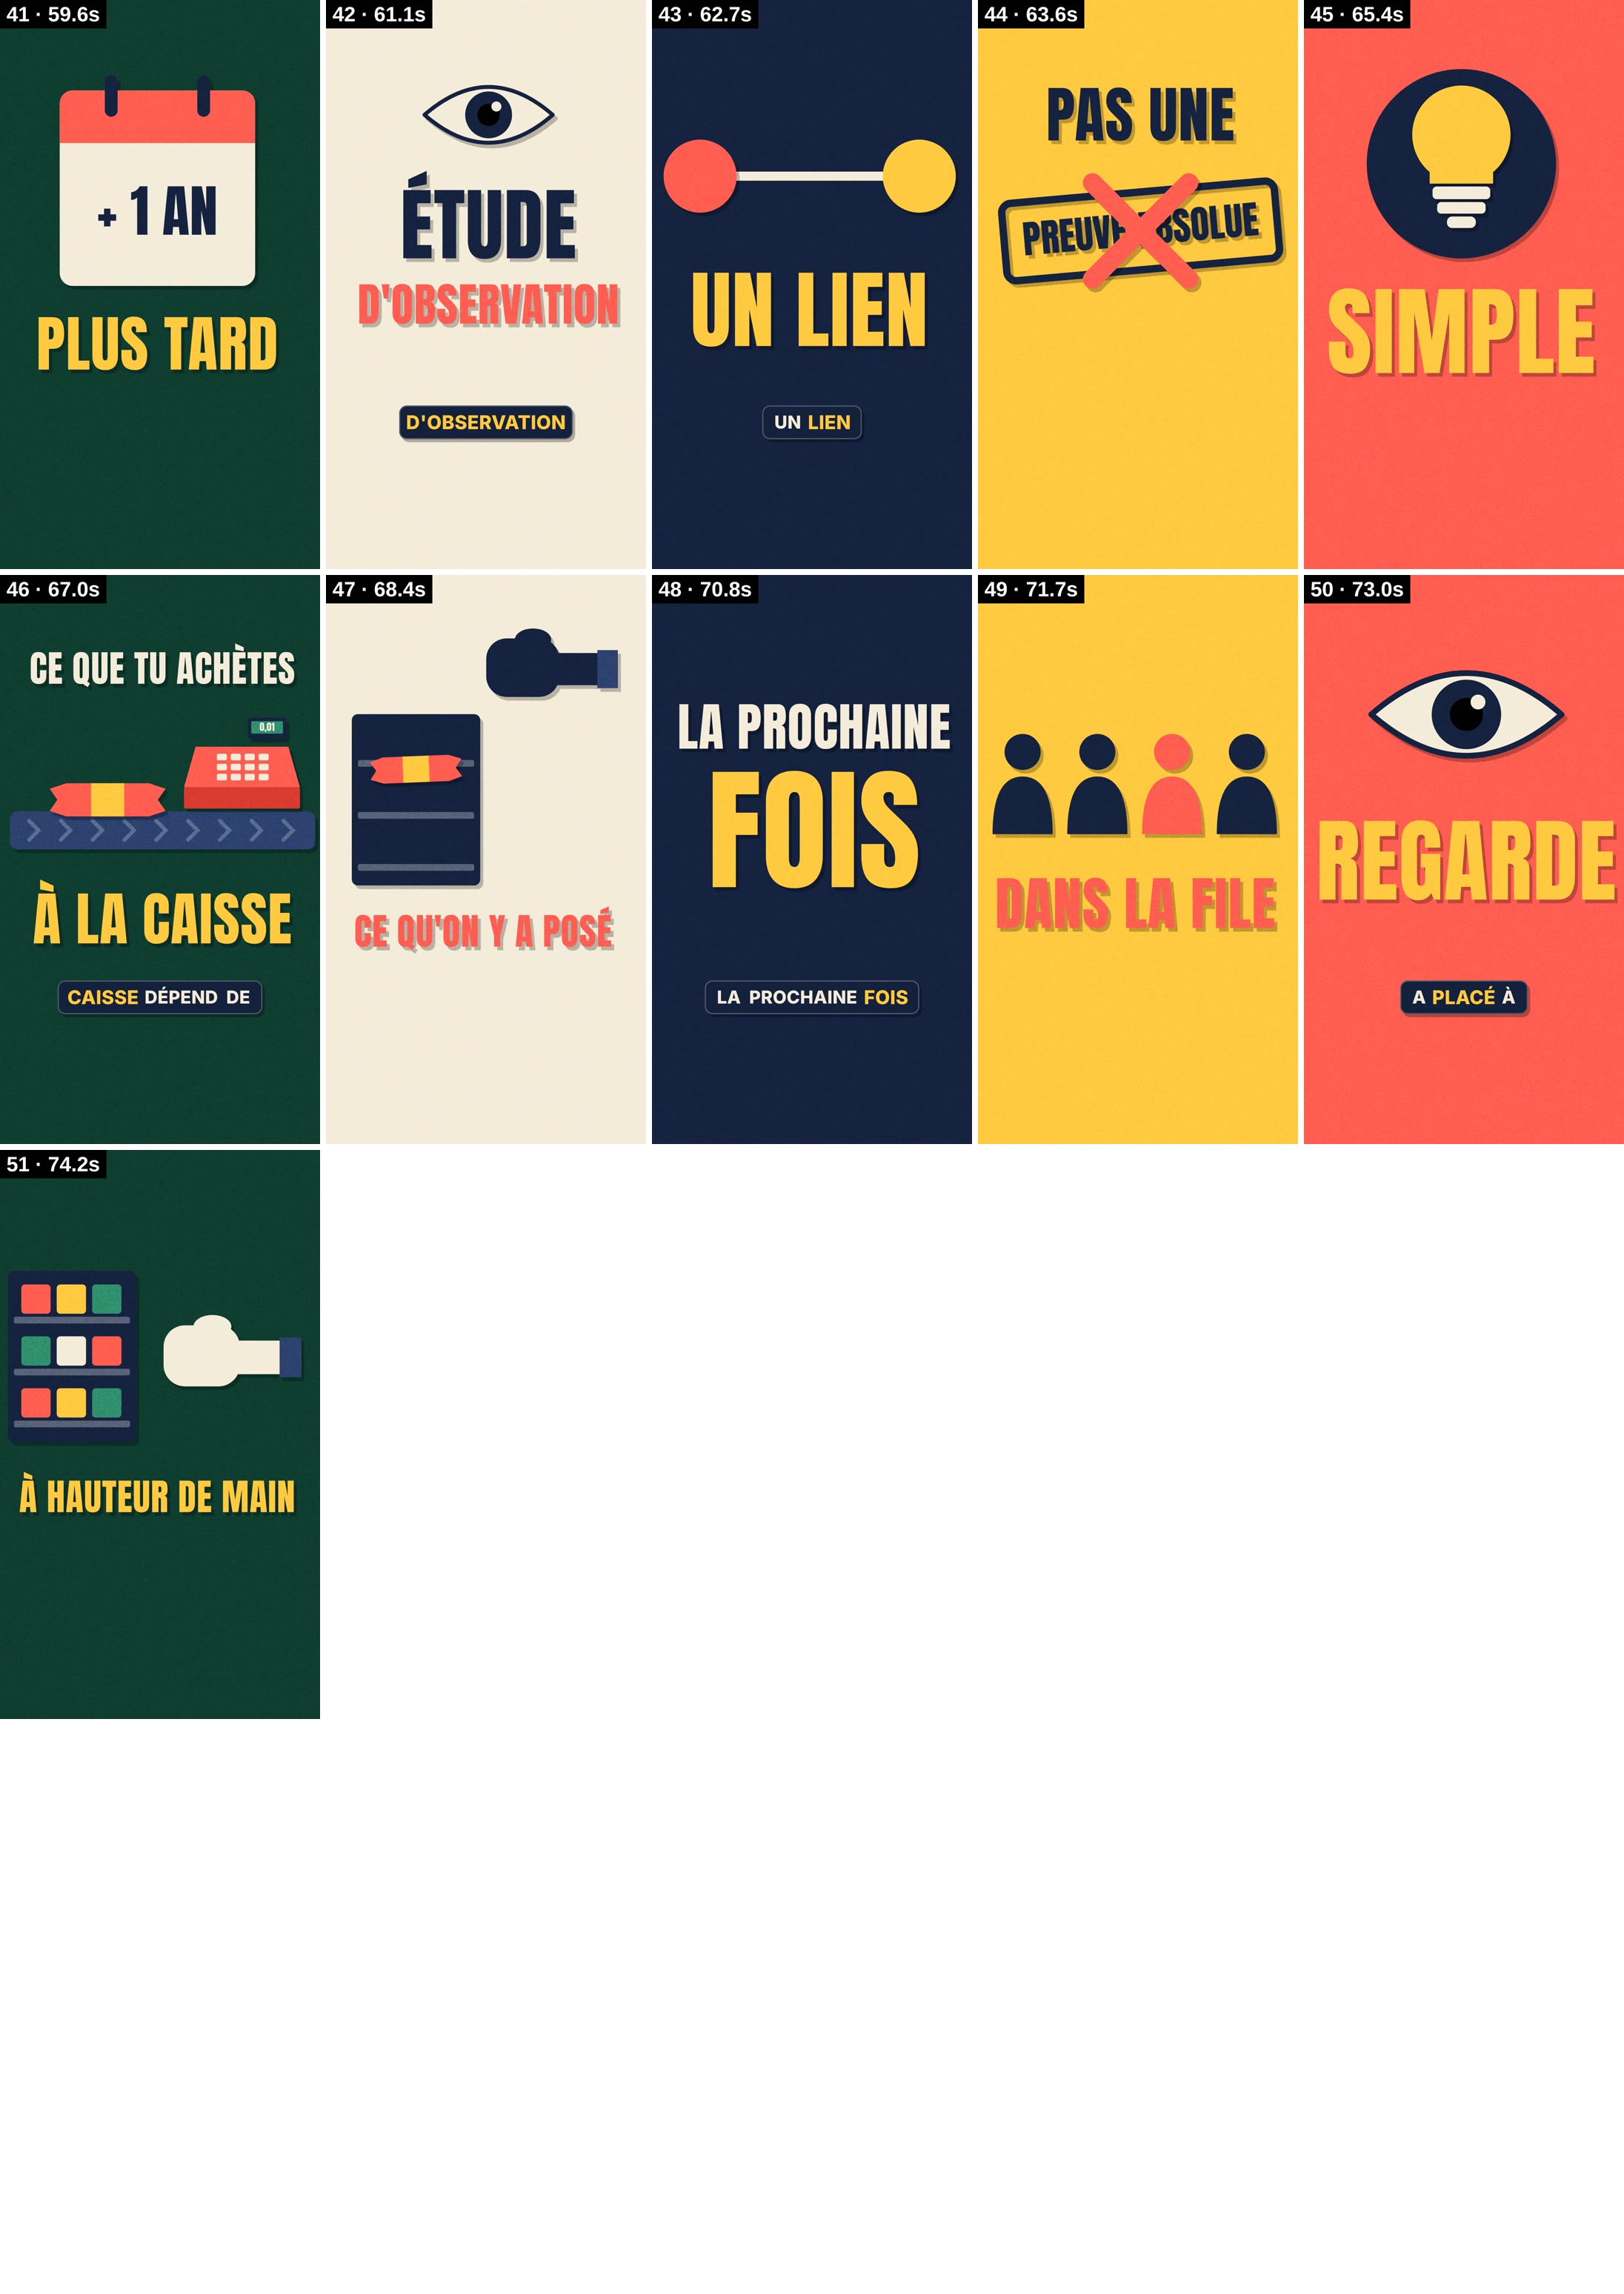 41 · 59.6s
+ 1 AN
PLUS TARD
42 · 61.1s
ÉTUDE
D'OBSERVATION
D'OBSERVATION
43 · 62.7s
UN LIEN
UN LIEN
44 · 63.6s
PAS UNE
PREUVE ABSOLUE
45 · 65.4s
SIMPLE
46 · 67.0s
CE QUE TU ACHÈTES
0,01
À LA CAISSE
CAISSE DÉPEND DE
47 · 68.4s
CE QU'ON Y A POSÉ
48 · 70.8s
LA PROCHAINE
FOIS
LA PROCHAINE FOIS
49 · 71.7s
DANS LA FILE
50 · 73.0s
REGARDE
A PLACÉ À
51 · 74.2s
À HAUTEUR DE MAIN